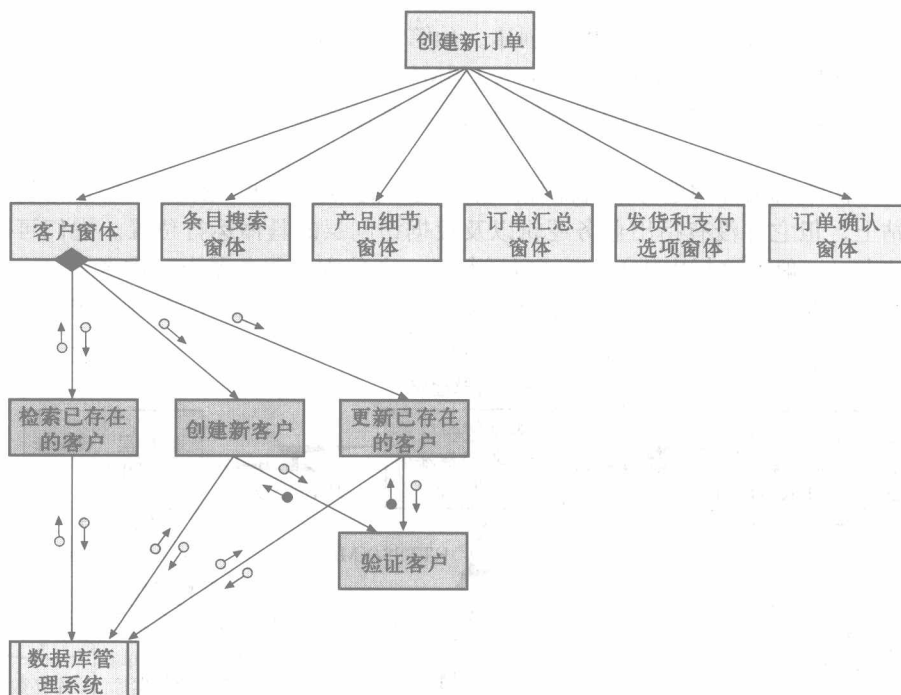 创建新订单
客户窗体
条目搜索
窗体
产品细节
窗体
订单汇总
窗体
发货和支付
选项窗体
订单确认
窗体
检索已存在
的客户
创建新客户
更新已存在
的客户
验证客户
数据库管
理系统